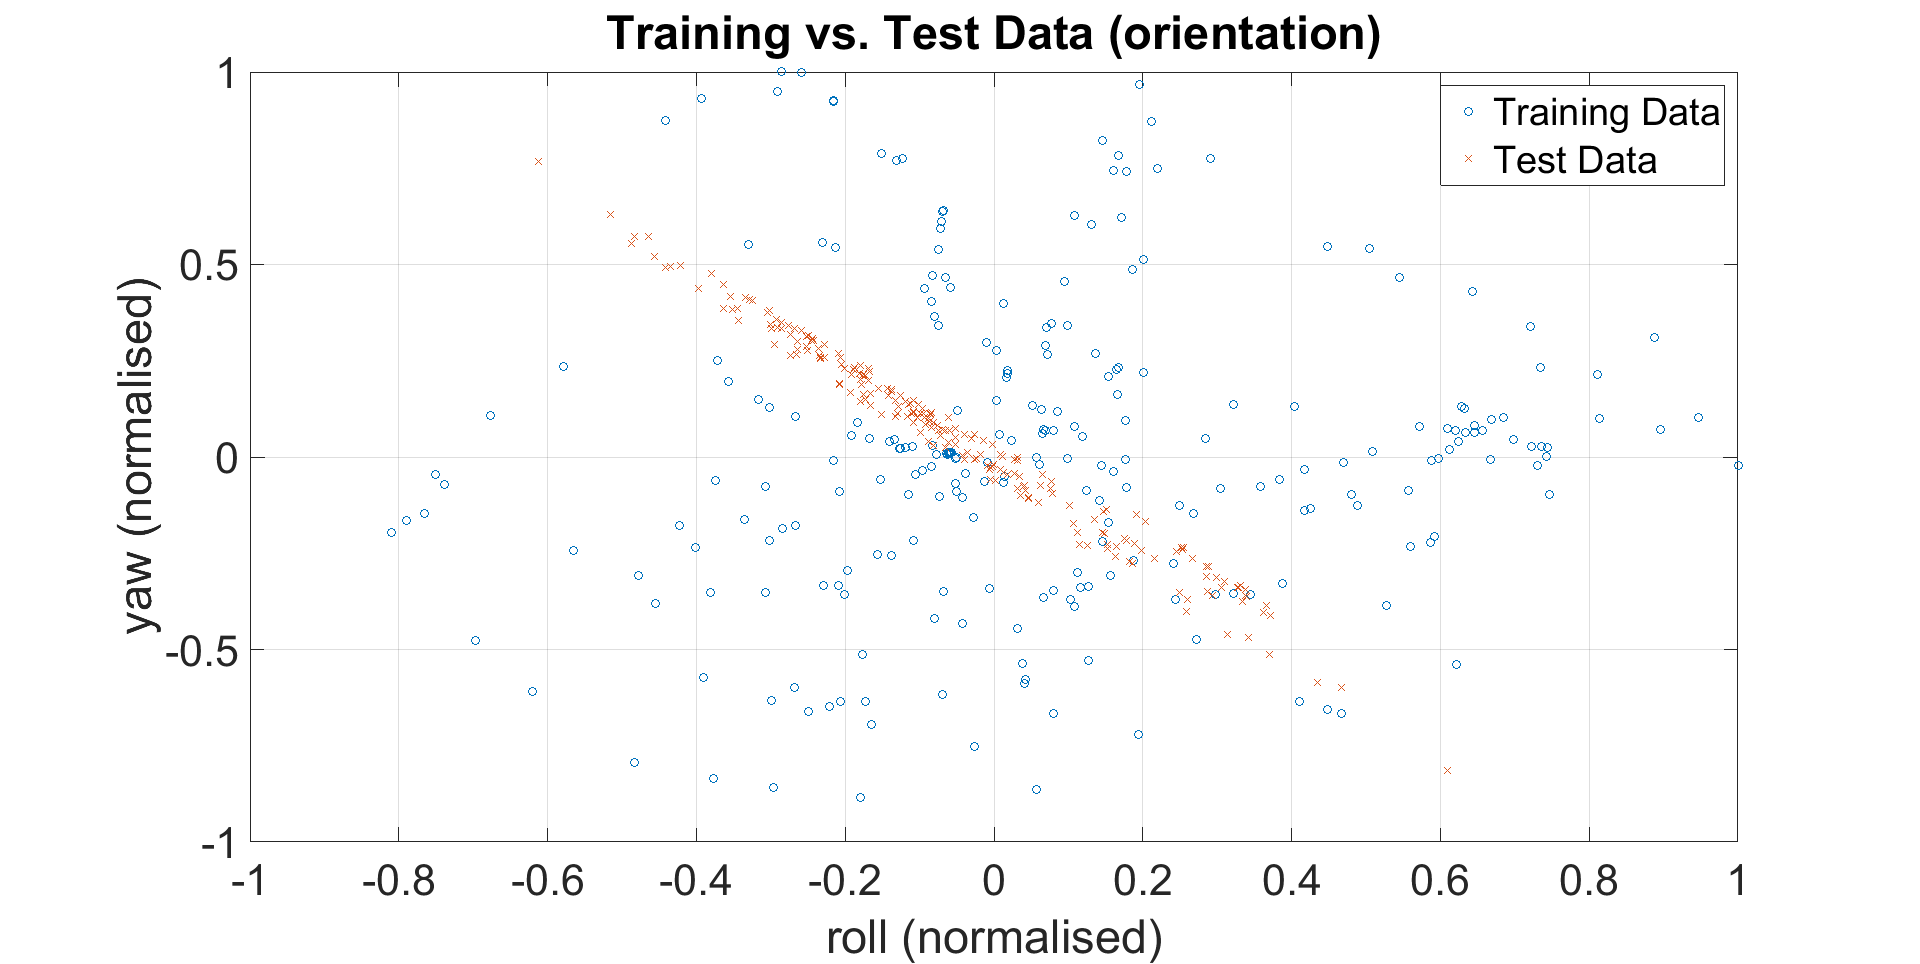 Training vs. Test Data (orientation)
Training Data
Test Data
1
0.5
0
-0.5
-1
yaw (normalised)
-1 -0.8 -0.6 -0.4 -0.2 0 0.2 0.4 0.6 0.8 1
roll (normalised)